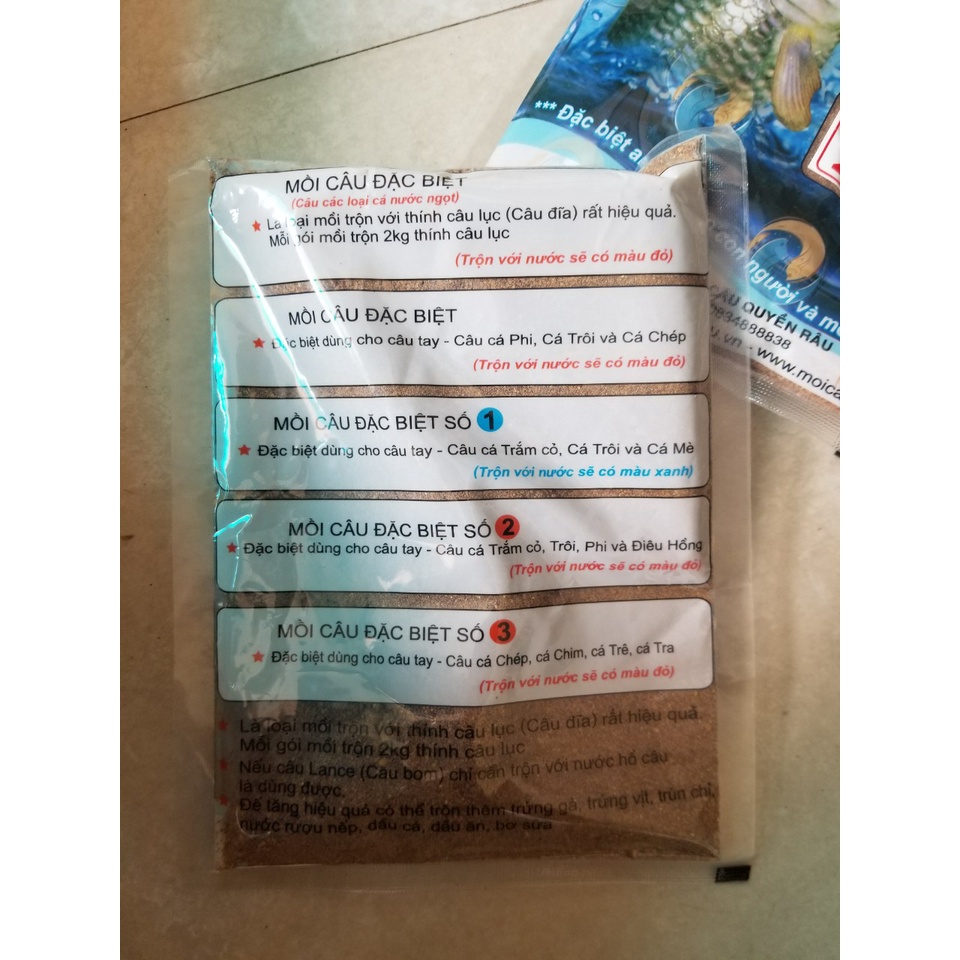 MỒI CÂU ĐẶC BIỆT
(Câu các loại cá nước ngọt)
Là loại mồi trộn với thính câu lục (Câu đĩa) rất hiệu quả.
Mỗi gói mồi trộn 2kg thính câu lục
(Trộn với nước sẽ có màu đỏ)
MỒI CÂU ĐẶC BIỆT
Đặc biệt dùng cho câu tay - Câu cá Phi, Cá Trôi và Cá Chép
(Trộn với nước sẽ có màu đỏ)
MỒI CÂU ĐẶC BIỆT SỐ 1
Đặc biệt dùng cho câu tay - Câu cá Trắm cỏ, Cá Trôi và Cá Mè
(Trộn với nước sẽ có màu xanh)
MỒI CÂU ĐẶC BIỆT SỐ 2
Đặc biệt dùng cho câu tay - Câu cá Trắm cỏ, Trôi, Phi và Điêu Hồng
(Trộn với nước sẽ có màu đỏ)
MỒI CÂU ĐẶC BIỆT SỐ 3
Đặc biệt dùng cho câu tay - Câu cá Chép, cá Chim, cá Trê, cá Tra
(Trộn với nước sẽ có màu đỏ)
Là loại mồi trộn với thính câu lục (Câu dĩa) rất hiệu quả.
Mỗi gói mồi trộn 2kg thính câu lục
Nếu câu Lance (Câu bom) chỉ cần trộn với nước hồ câu
là dùng được.
Để tăng hiệu quả có thể trộn thêm trứng gà, trứng vịt, trùn chỉ,
nước rượu nếp, dầu cá, dầu ăn, bơ sữa
*** Đặc biệt a
con người và m
CÂU QUYỀN RÂU
0894888838
u.vn - www.moica